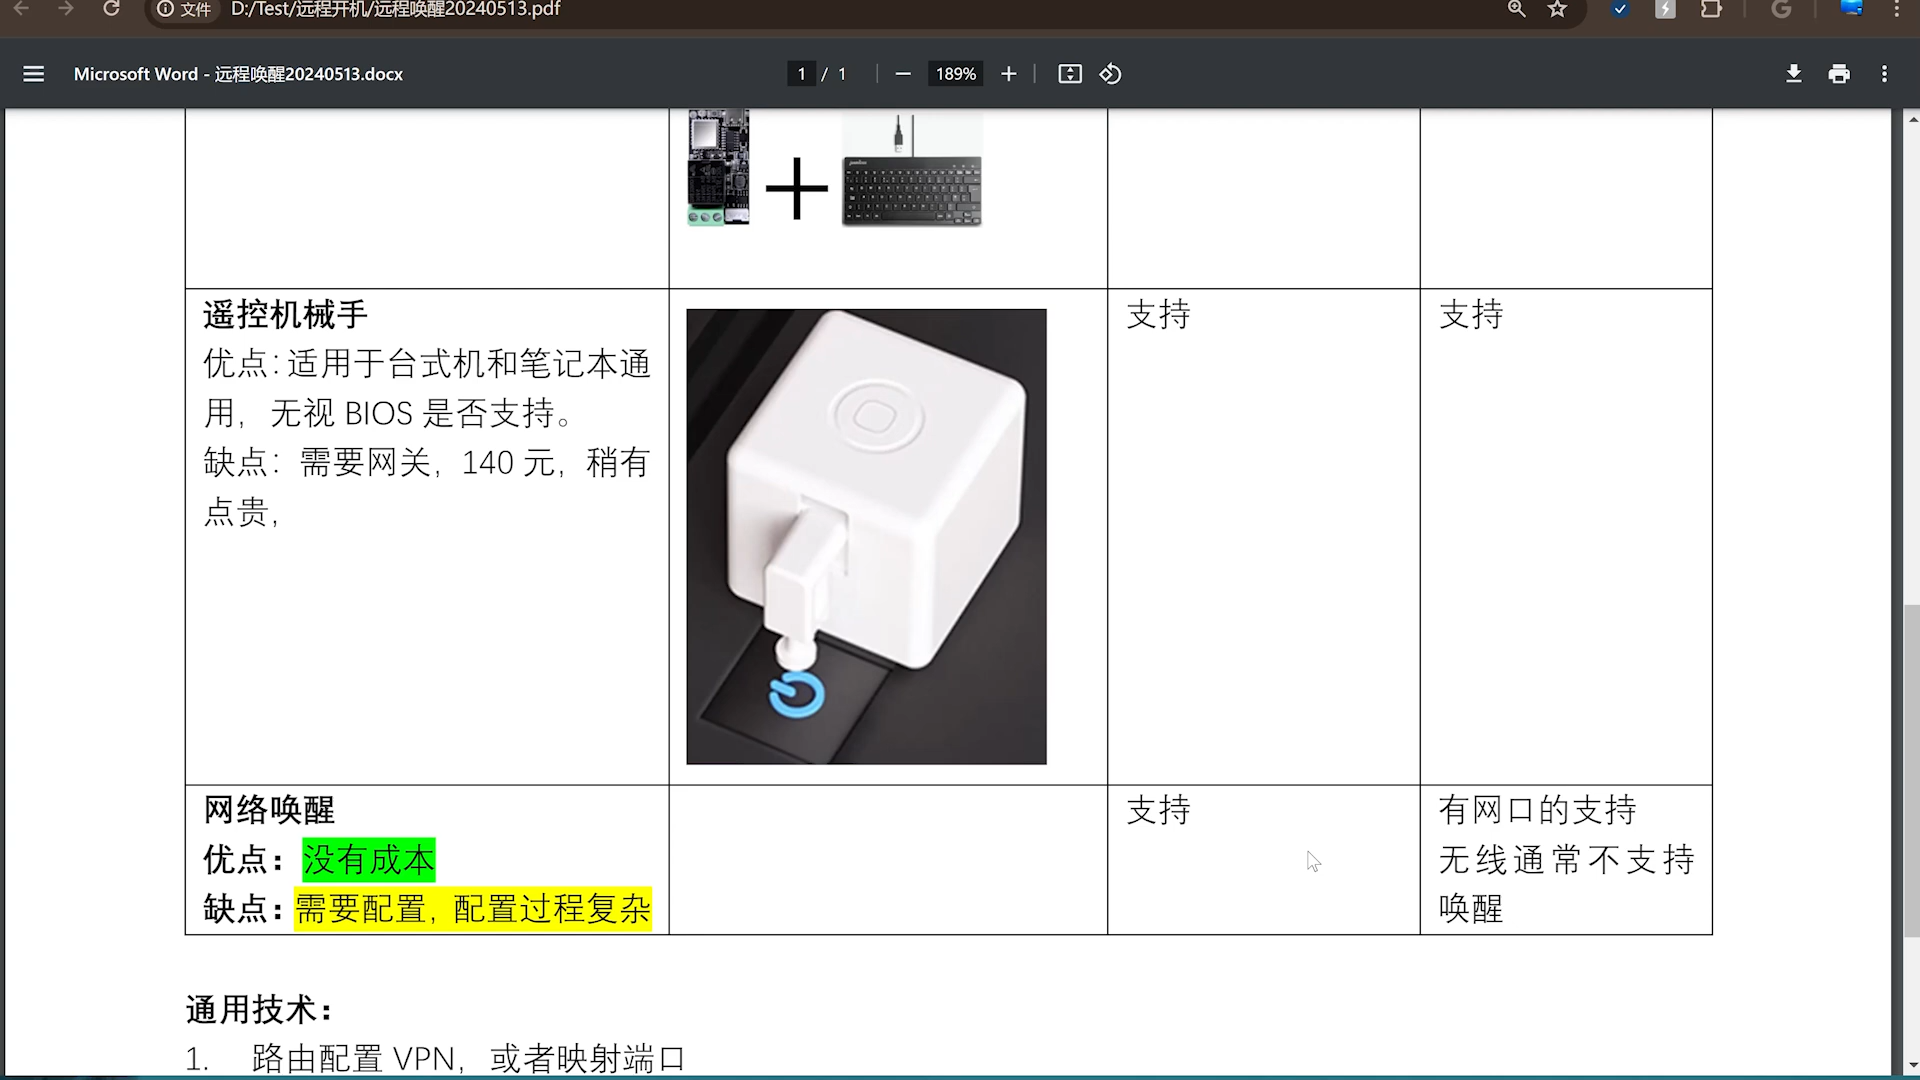 文件 D:/Test/远程开机/远程唤醒20240513.pdf
Microsoft Word - 远程唤醒20240513.docx
1 / 1
189%
遥控机械手
优点:适用于台式机和笔记本通
用，无视 BIOS 是否支持。
缺点：需要网关，140 元，稍有
点贵，
支持
支持
网络唤醒
优点：没有成本
缺点：需要配置，配置过程复杂
支持
有网口的支持
无线通常不支持
唤醒
通用技术：
1. 路由配置 VPN，或者映射端口